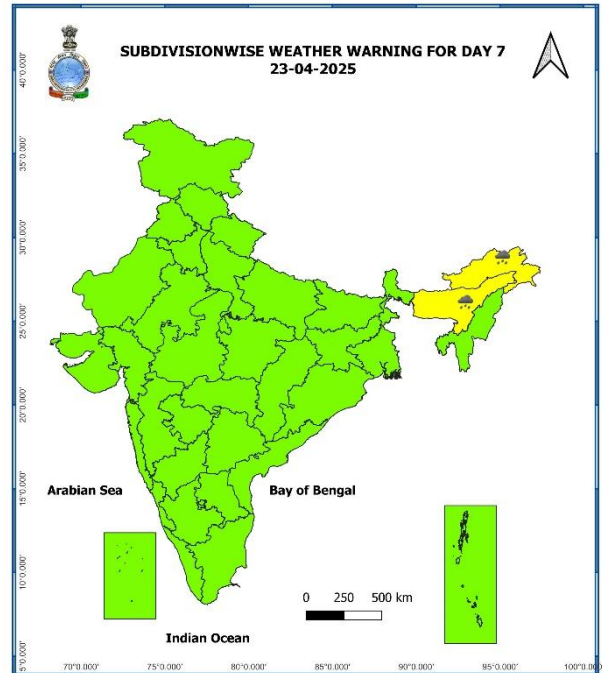 SUBDIVISIONWISE WEATHER WARNING FOR DAY 7
23-04-2025
40°0.000'
35°0.000'
30°0.000'
25°0.000'
20°0.000'
15°0.000'
10°0.000'
5°0.000'
Arabian Sea
Bay of Bengal
0 250 500 km
Indian Ocean
70°0.000' 75°0.000' 80°0.000' 85°0.000' 90°0.000' 95°0.000' 100°0.000'